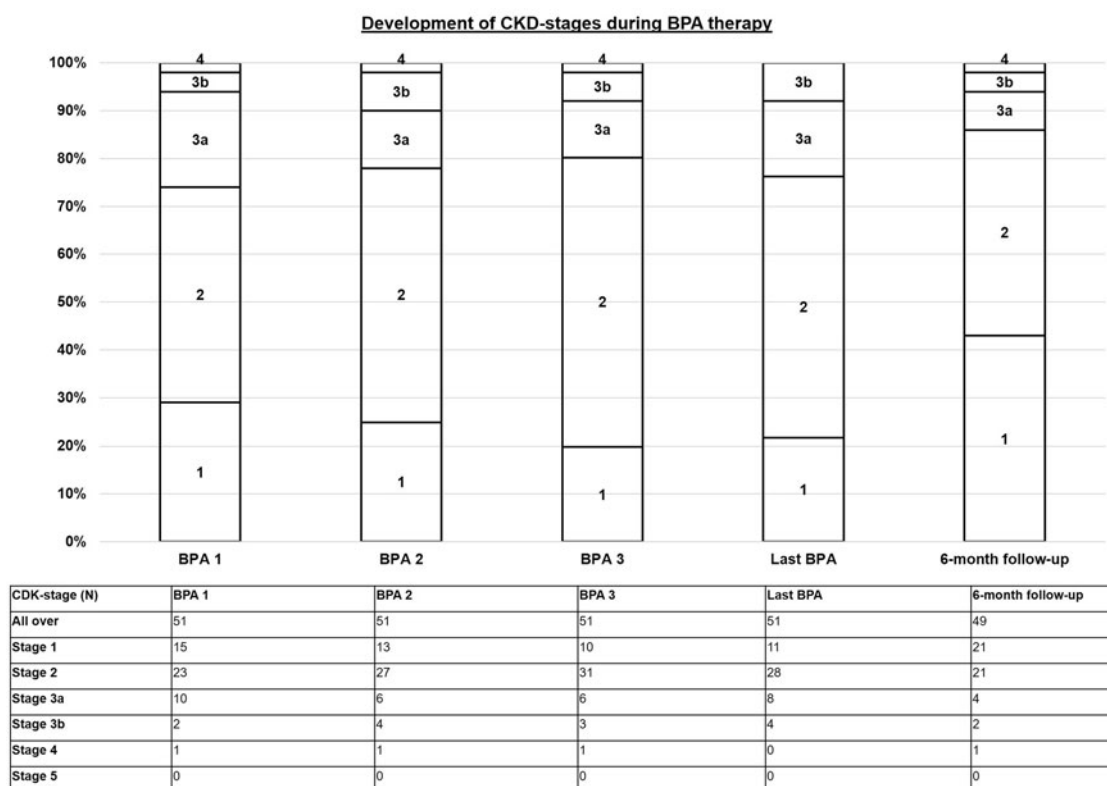 Development of CKD-stages during BPA therapy
100% 4 4 4 4
3b 3b 3b 3b 3b
90%
3a 3a 3a 3a 3a
80%
70%
2
60%
50% 2 2 2 2
40%
30%
20% 1
10% 1 1 1 1
0%
BPA 1 BPA 2 BPA 3 Last BPA 6-month follow-up
CDK-stage (N) BPA 1 BPA 2 BPA 3 Last BPA 6-month follow-up
All over 51 51 51 51 49
Stage 1 15 13 10 11 21
Stage 2 23 27 31 28 21
Stage 3a 10 6 6 8 4
Stage 3b 2 4 3 4 2
Stage 4 1 1 1 0 1
Stage 5 0 0 0 0 0